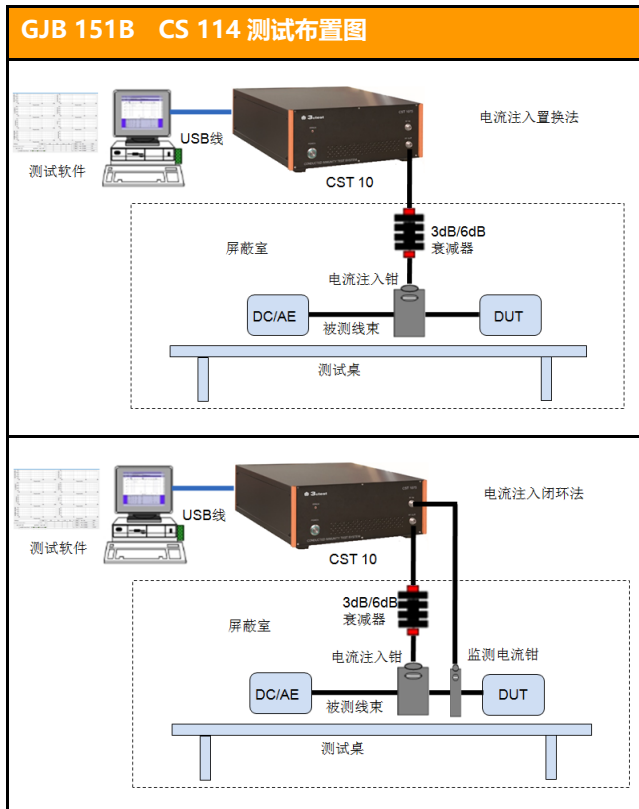 GJB 151B CS 114 测试布置图
电流注入置换法
USB线
测试软件
CST 10
3dB/6dB
衰减器
屏蔽室
电流注入钳
DC/AE
DUT
被测线束
测试桌
电流注入闭环法
USB线
测试软件
CST 10
3dB/6dB
衰减器
屏蔽室
电流注入钳
监测电流钳
DC/AE
DUT
被测线束
测试桌